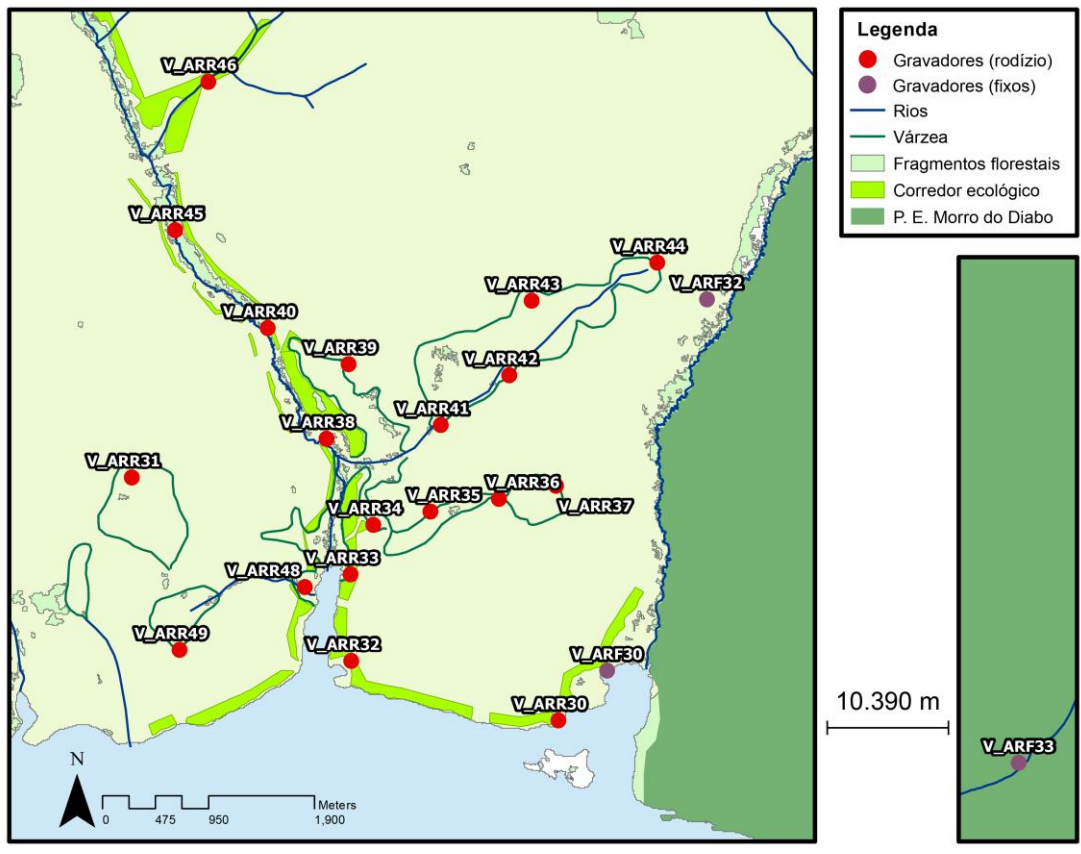 V_ARR46
V_ARR45
V_ARR44
V_ARR43
V_ARF32
V_ARR40
V_ARR39
V_ARR42
V_ARR41
V_ARR38
V_ARR31
V_ARR36
V_ARR35
V_ARR37
V_ARR34
V_ARR33
V_ARR48
V_ARR49
V_ARR32
V_ARF30
V_ARR30
N
Meters
0 475 950 1,900
Legenda
Gravadores (rodízio)
Gravadores (fixos)
Rios
Várzea
Fragmentos florestais
Corredor ecológico
P. E. Morro do Diabo
10.390 m
V_ARF33